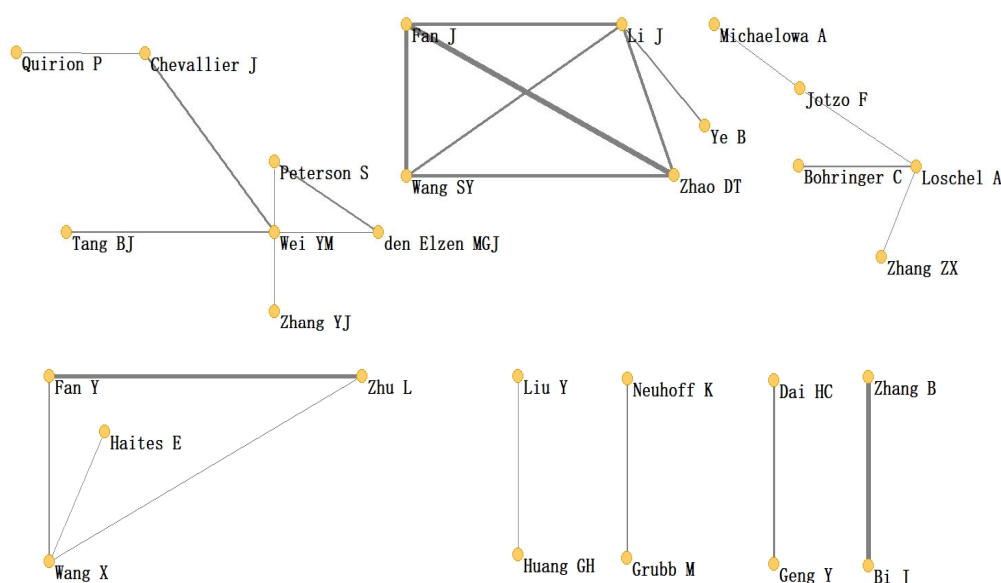 Fan J
Li J
Michaelowa A
Quirion P
Chevallier J
Jotzo F
Ye B
Peterson S
Wang SY
Zhao DT
Bohringer C
Loschel A
Tang BJ
Wei YM
den Elzen MGJ
Zhang ZX
Zhang YJ
Fan Y
Zhu L
Liu Y
Neuhoff K
Dai HC
Zhang B
Haites E
Wang X
Huang GH
Grubb M
Geng Y
Bi J